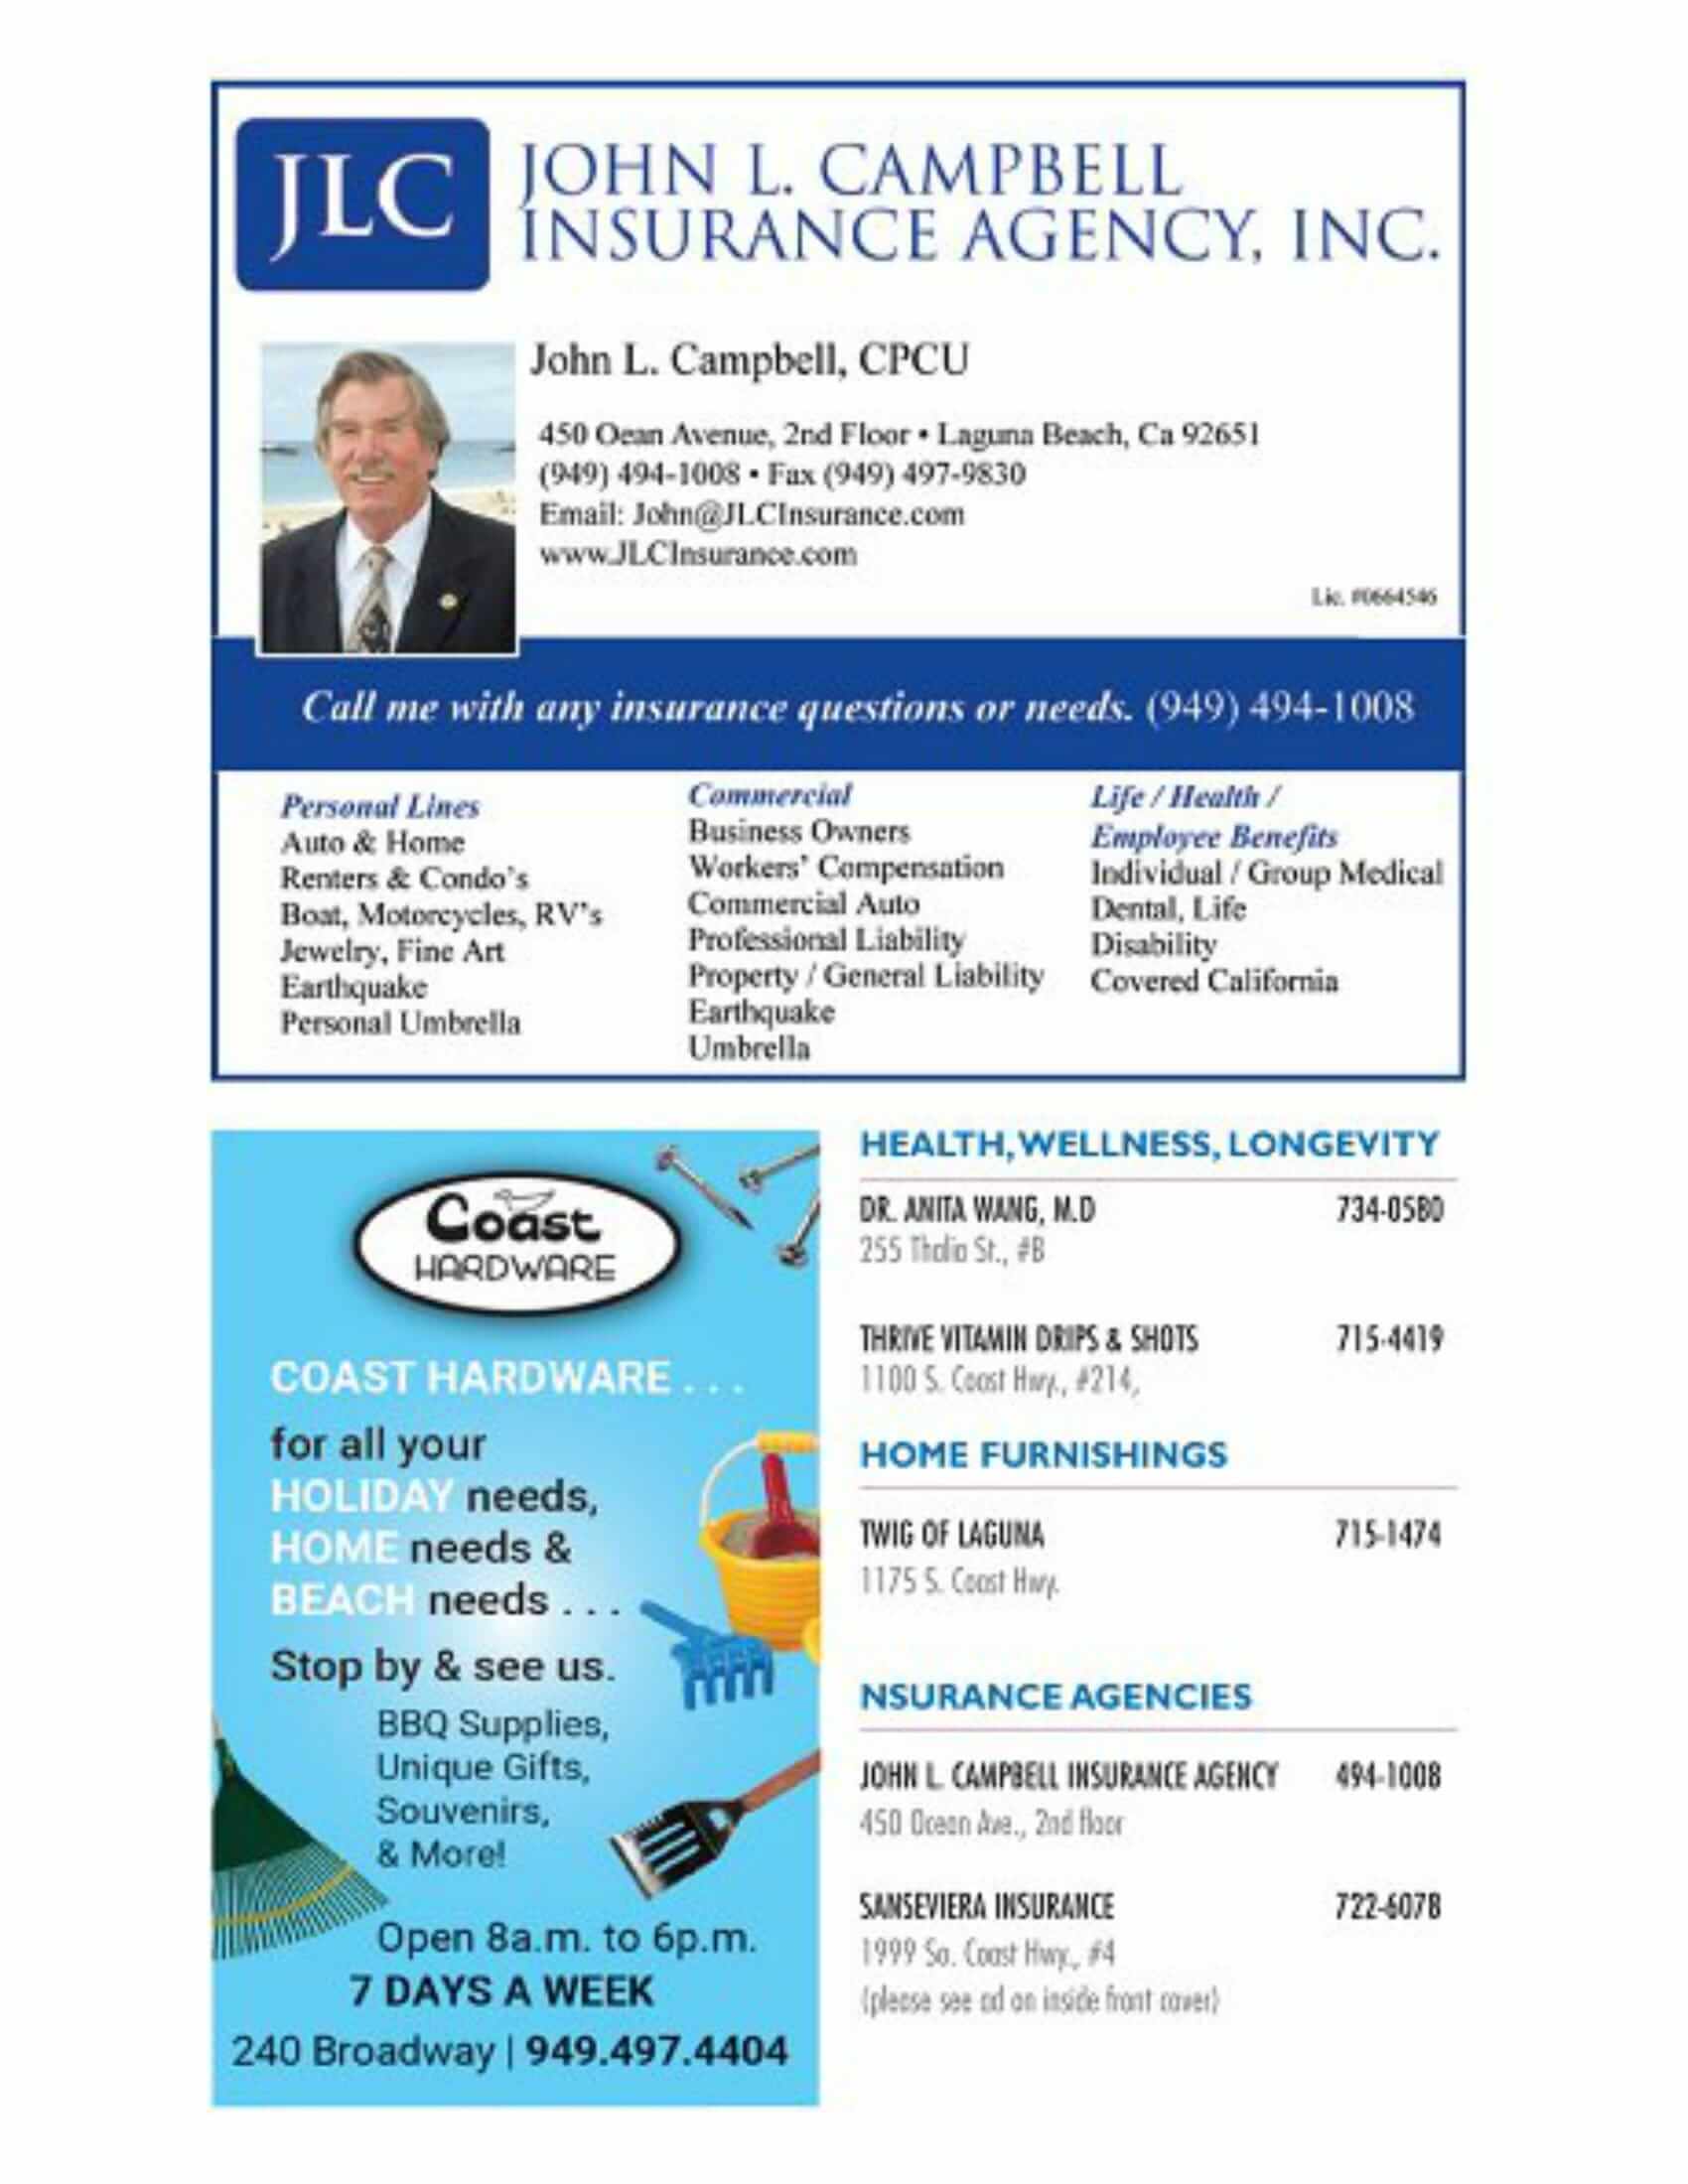 JLC
JOHN L. CAMPBELL
INSURANCE AGENCY, INC.
John L. Campbell, CPCU
450 Oean Avenue, 2nd Floor • Laguna Beach, Ca 92651
(949) 494-1008 • Fax (949) 497-9830
Email: John@JLCInsurance.com
www.JLCInsurance.com
Lic. #0664546
Call me with any insurance questions or needs. (949) 494-1008
Personal Lines
Auto & Home
Renters & Condo's
Boat, Motorcycles, RV's
Jewelry, Fine Art
Earthquake
Personal Umbrella
Commercial
Business Owners
Workers' Compensation
Commercial Auto
Professional Liability
Property / General Liability
Earthquake
Umbrella
Life / Health /
Employee Benefits
Individual / Group Medical
Dental, Life
Disability
Covered California
Coast
HARDWARE
COAST HARDWARE . . .
for all your
HOLIDAY needs,
HOME needs &
BEACH needs . . .
Stop by & see us.
BBQ Supplies,
Unique Gifts,
Souvenirs,
& More!
Open 8a.m. to 6p.m.
7 DAYS A WEEK
240 Broadway | 949.497.4404
HEALTH, WELLNESS, LONGEVITY
DR. ANITA WANG, M.D 734-0580
255 Thalia St., #B
THRIVE VITAMIN DRIPS & SHOTS 715-4419
1100 S. Coast Hwy., #214,
HOME FURNISHINGS
TWIG OF LAGUNA 715-1474
1175 S. Coast Hwy.
NSURANCE AGENCIES
JOHN L. CAMPBELL INSURANCE AGENCY 494-1008
450 Ocean Ave., 2nd floor
SANSEVIERA INSURANCE 722-6078
1999 So. Coast Hwy., #4
(please see ad on inside front cover)